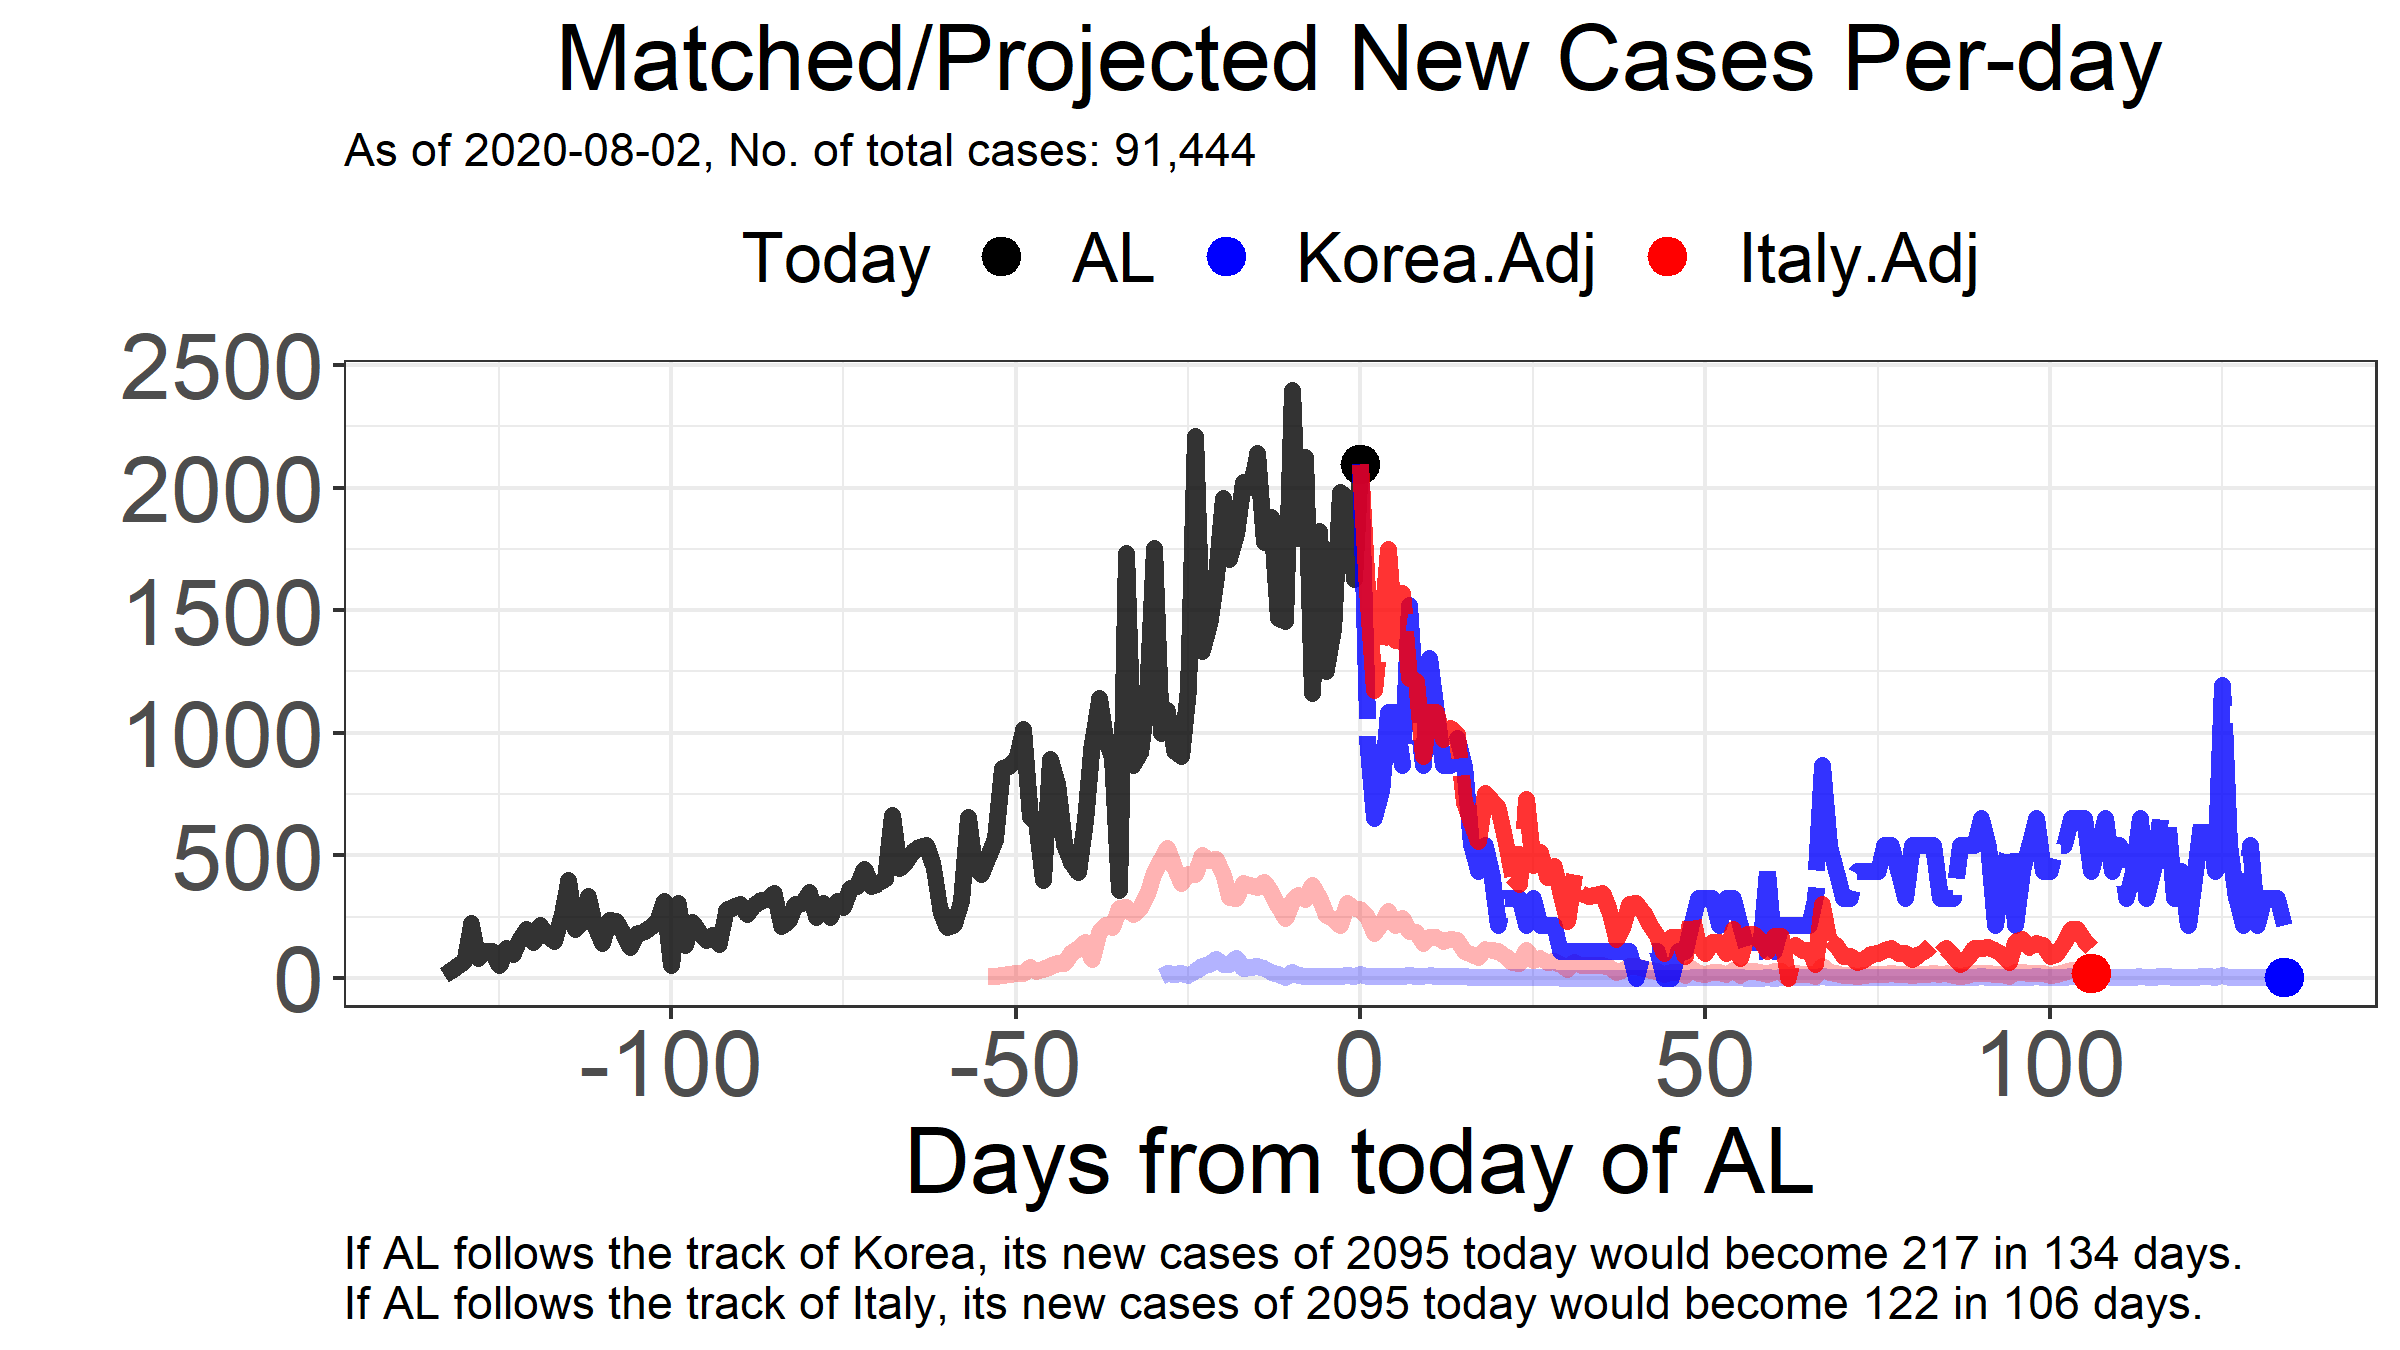 Matched/Projected New Cases Per-day
As of 2020-08-02, No. of total cases: 91,444
Today AL Korea.Adj Italy.Adj
2500
2000
1500
1000
500
0
-100 -50 0 50 100
Days from today of AL
If AL follows the track of Korea, its new cases of 2095 today would become 217 in 134 days.
If AL follows the track of Italy, its new cases of 2095 today would become 122 in 106 days.